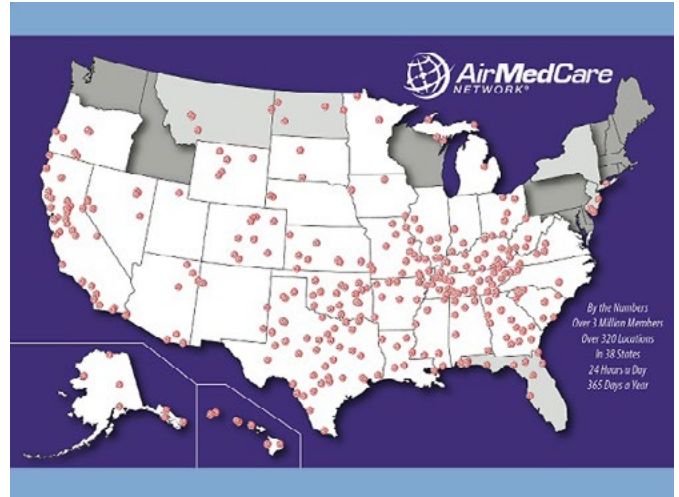 AirMedCare
NETWORK®
By the Numbers
Over 3 Million Members
Over 320 Locations
In 38 States
24 Hours a Day
365 Days a Year